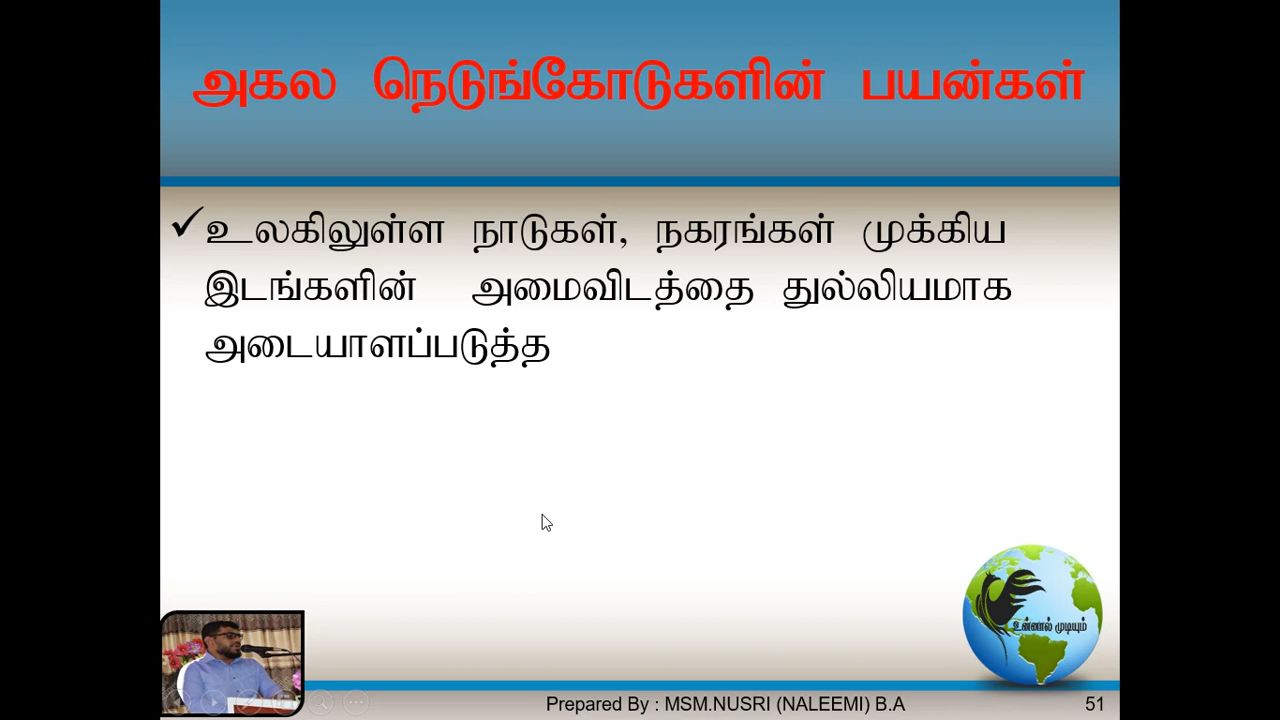 அகல நெடுங்கோடுகளின் பயன்கள்
✓உலகிலுள்ள நாடுகள், நகரங்கள் முக்கிய
இடங்களின் அமைவிடத்தை துல்லியமாக
அடையாளப்படுத்த
உன்னால் முடியும்
Prepared By : MSM.NUSRI (NALEEMI) B.A
51